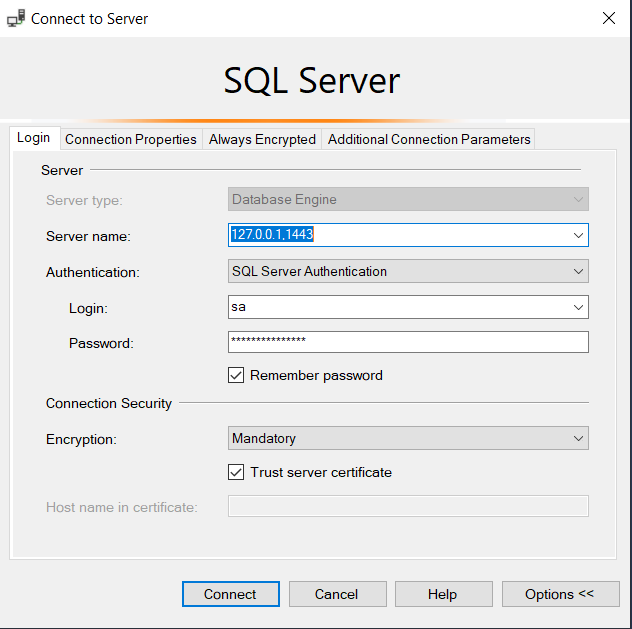 Connect to Server
SQL Server
Login Connection Properties Always Encrypted Additional Connection Parameters
Server
Server type: Database Engine
Server name: 127.0.0.1,1443
Authentication: SQL Server Authentication
Login: sa
Password: ***************
Remember password
Connection Security
Encryption: Mandatory
Trust server certificate
Host name in certificate:
Connect Cancel Help Options <<